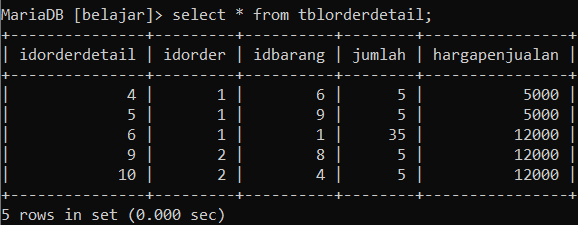 MariaDB [belajar]> select * from tblorderdetail;
+---------------+---------+----------+--------+----------------+
| idorderdetail | idorder | idbarang | jumlah | hargapenjualan |
+---------------+---------+----------+--------+----------------+
|             4 |       1 |        6 |      5 |           5000 |
|             5 |       1 |        9 |      5 |           5000 |
|             6 |       1 |        1 |     35 |          12000 |
|             9 |       2 |        8 |      5 |          12000 |
|            10 |       2 |        4 |      5 |          12000 |
+---------------+---------+----------+--------+----------------+
5 rows in set (0.000 sec)